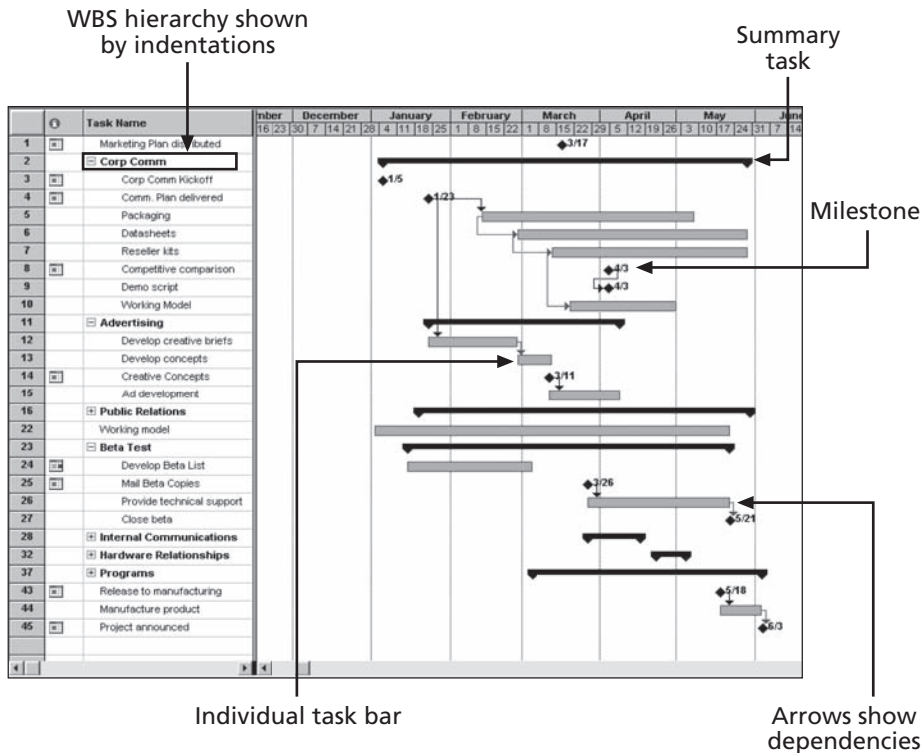 WBS hierarchy shown
by indentations
Summary
task
Task Name
mber December January February March April May June
16 23 30 7 14 21 28 4 11 18 25 1 8 15 22 1 8 15 22 29 5 12 19 26 3 10 17 24 31 7 14
1 Marketing Plan distributed 3/17
2 Corp Comm
3 Corp Comm Kickoff 1/5
4 Comm. Plan delivered 1/23
5 Packaging
6 Datasheets
7 Reseller kits
Milestone
8 Competitive comparison 4/3
9 Demo script 4/3
10 Working Model
11 Advertising
12 Develop creative briefs
13 Develop concepts
14 Creative Concepts 3/11
15 Ad development
16 Public Relations
22 Working model
23 Beta Test
24 Develop Beta List
25 Mail Beta Copies 3/26
26 Provide technical support
27 Close beta 5/21
28 Internal Communications
32 Hardware Relationships
37 Programs
43 Release to manufacturing 5/18
44 Manufacture product
45 Project announced 6/3
Individual task bar
Arrows show
dependencies